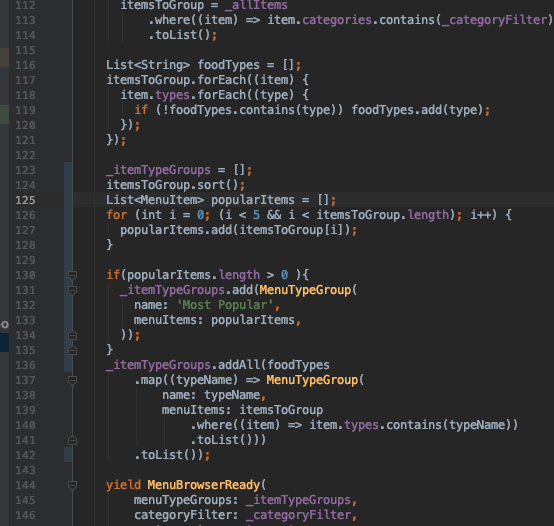 112 itemsToGroup = _allItems
113 .where((item) => item.categories.contains(_categoryFilter)
114 .toList();
115
116 List<String> foodTypes = [];
117 itemsToGroup.forEach((item) {
118 item.types.forEach((type) {
119 if (!foodTypes.contains(type)) foodTypes.add(type);
120 });
121 });
122
123 _itemTypeGroups = [];
124 itemsToGroup.sort();
125 List<MenuItem> popularItems = [];
126 for (int i = 0; (i < 5 && i < itemsToGroup.length); i++) {
127 popularItems.add(itemsToGroup[i]);
128 }
129
130 if(popularItems.length > 0 ){
131 _itemTypeGroups.add(MenuTypeGroup(
132 name: 'Most Popular',
133 menuItems: popularItems,
134 ));
135 }
136 _itemTypeGroups.addAll(foodTypes
137 .map((typeName) => MenuTypeGroup(
138 name: typeName,
139 menuItems: itemsToGroup
140 .where((item) => item.types.contains(typeName))
141 .toList()))
142 .toList());
143
144 yield MenuBrowserReady(
145 menuTypeGroups: _itemTypeGroups,
146 categoryFilter: _categoryFilter,